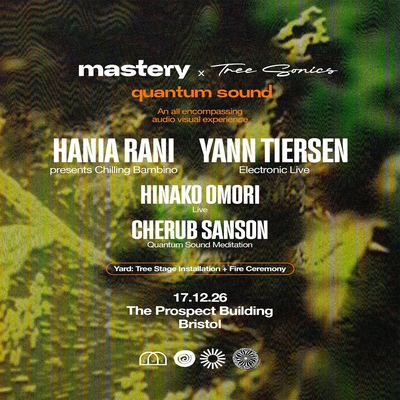 mastery x Tree Sonics
quantum sound
An all encompassing
audio visual experience
HANIA RANI YANN TIERSEN
presents Chilling Bambino Electronic Live
HINAKO OMORI
Live
CHERUB SANSON
Quantum Sound Meditation
Yard: Tree Stage Installation + Fire Ceremony
17.12.26
The Prospect Building
Bristol